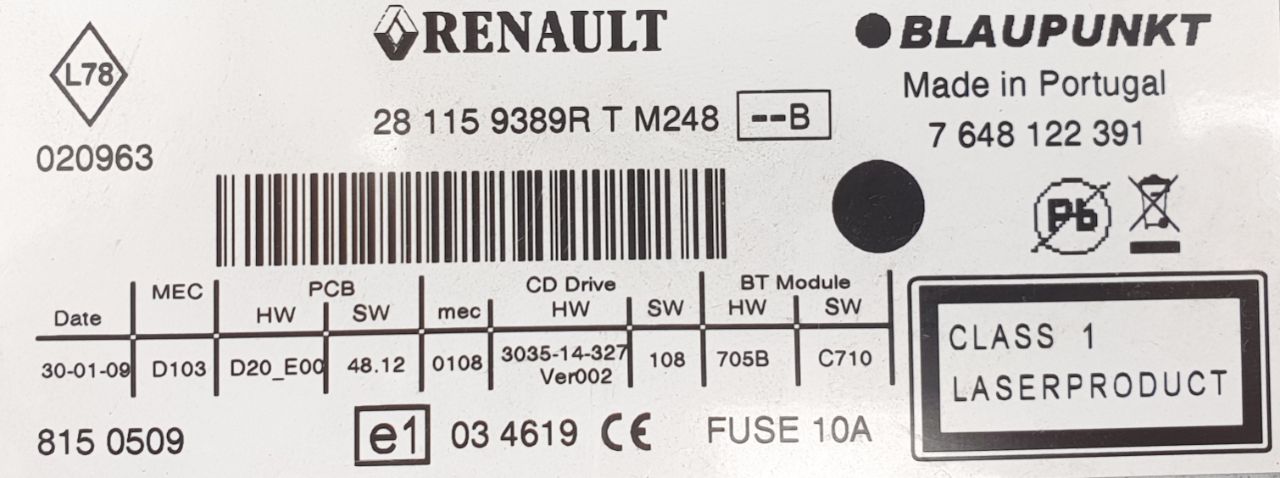 L78
020963
RENAULT
28 115 9389R T M248 --B
BLAUPUNKT
Made in Portugal
7 648 122 391
Pb
MEC PCB CD Drive BT Module
Date HW SW mec HW SW HW SW
30-01-09 D103 D20_E00 48.12 0108 3035-14-327 108 705B C710
Ver002
815 0509
e1 03 4619 CE FUSE 10A
CLASS 1
LASERPRODUCT